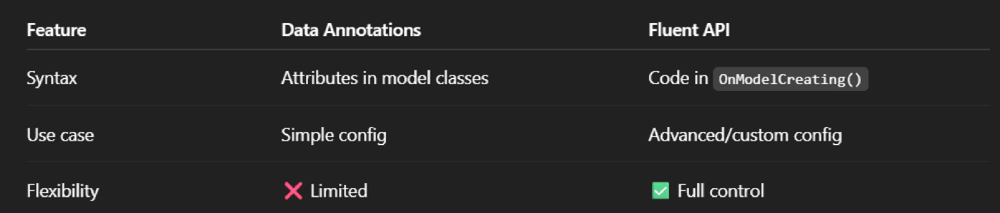 Feature Data Annotations Fluent API
Syntax Attributes in model classes Code in OnModelCreating()
Use case Simple config Advanced/custom config
Flexibility ❌ Limited ✅ Full control